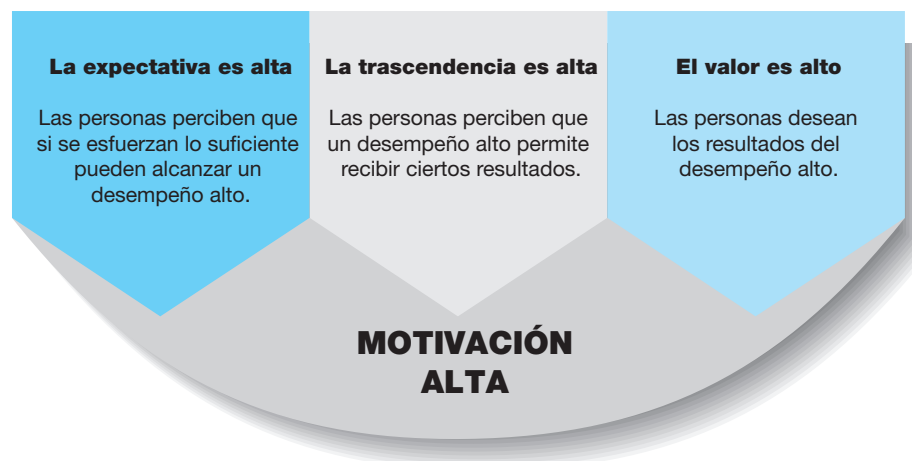 La expectativa es alta
Las personas perciben que
si se esfuerzan lo suficiente
pueden alcanzar un
desempeño alto.
La trascendencia es alta
Las personas perciben que
un desempeño alto permite
recibir ciertos resultados.
El valor es alto
Las personas desean
los resultados del
desempeño alto.
MOTIVACIÓN
ALTA